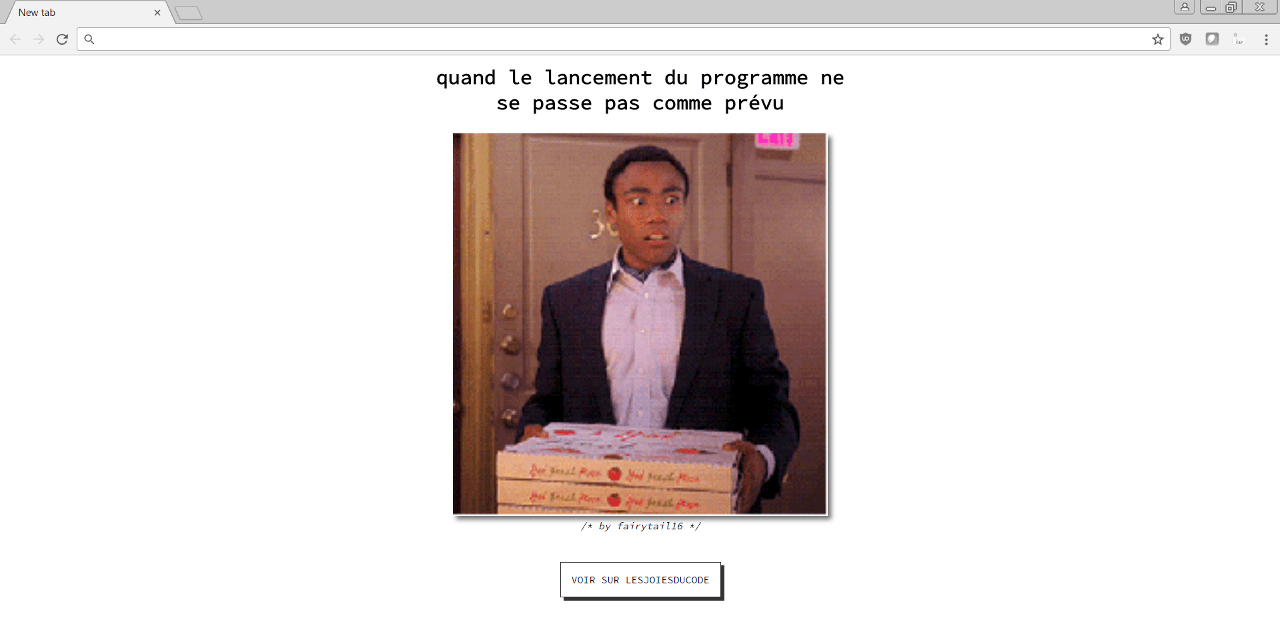 New tab
quand le lancement du programme ne
se passe pas comme prévu
/* by fairytail16 */
VOIR SUR LESJOIESDUCODE